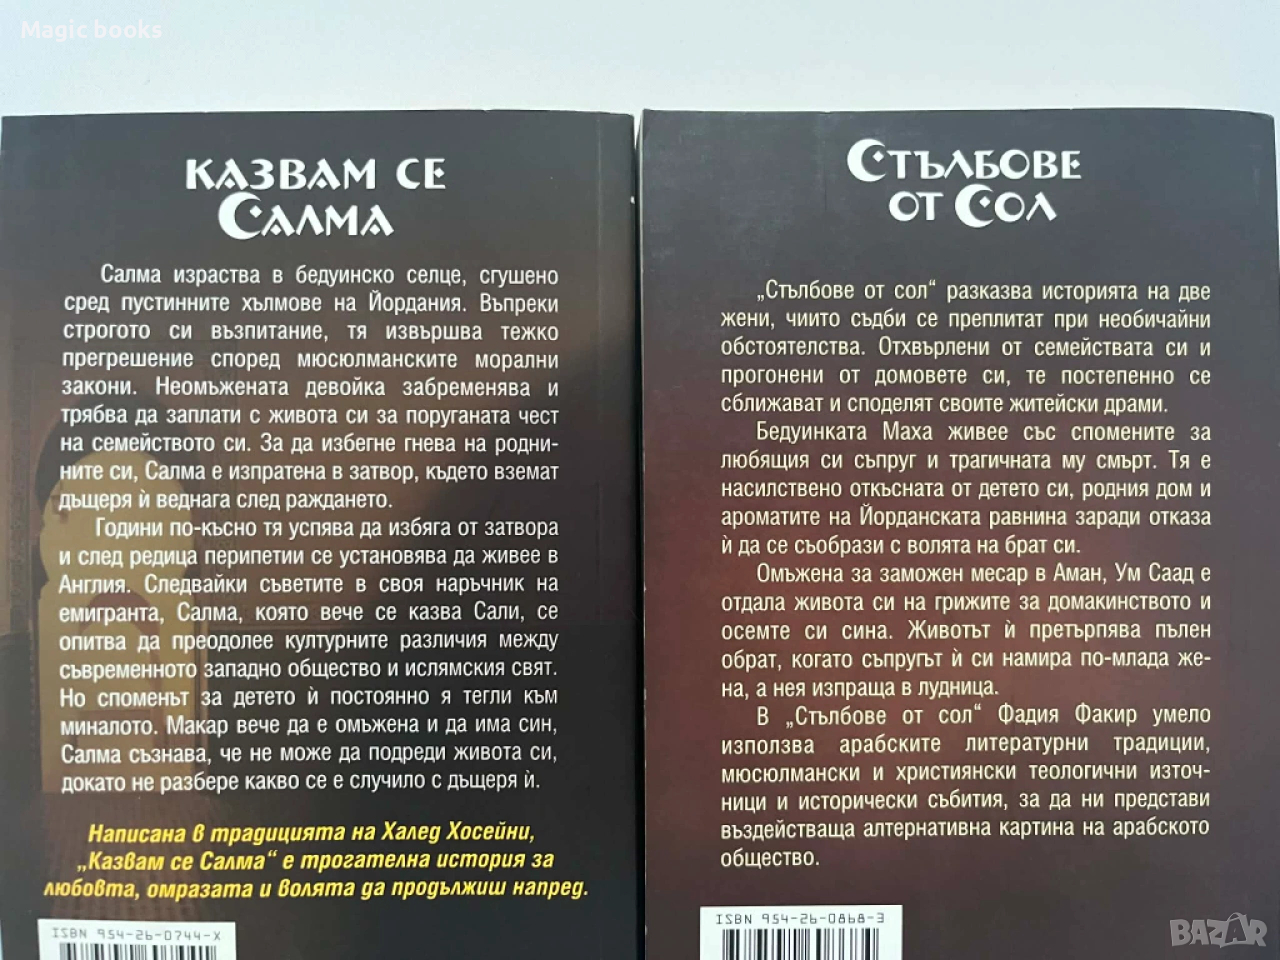 Magic books
КАЗВАМ СЕ
САЛМА
Салма израства в бедуинско селце, сгушено
сред пустинните хълмове на Йордания. Въпреки
строгото си възпитание, тя извършва тежко
прегрешение според мюсюлманските морални
закони. Неомъжената девойка забременява и
трябва да заплати с живота си за поруганата чест
на семейството си. За да избегне гнева на родни-
ните си, Салма е изпратена в затвор, където вземат
дъщеря ѝ веднага след раждането.
Години по-късно тя успява да избяга от затвора
и след редица перипетии се установява да живее в
Англия. Следвайки съветите в своя наръчник на
емигранта, Салма, която вече се казва Сали, се
опитва да преодолее културните различия между
съвременното западно общество и ислямския свят.
Но споменът за детето ѝ постоянно я тегли към
миналото. Макар вече да е омъжена и да има син,
Салма съзнава, че не може да подреди живота си,
докато не разбере какво се е случило с дъщеря ѝ.
Написана в традицията на Халед Хосейни,
„Казвам се Салма“ е трогателна история за
любовта, омразата и волята да продължиш напред.
ISBN 954-26-0744-X
СТЪЛБОВЕ
ОТ СОЛ
„Стълбове от сол“ разказва историята на две
жени, чиито съдби се преплитат при необичайни
обстоятелства. Отхвърлени от семействата си и
прогонени от домовете си, те постепенно се
сближават и споделят своите житейски драми.
Бедуинката Маха живее със спомените за
любящия си съпруг и трагичната му смърт. Тя е
насилствено откъсната от детето си, родния дом и
ароматите на Йорданската равнина заради отказа
ѝ да се съобрази с волята на брат си.
Омъжена за заможен месар в Аман, Ум Саад е
отдала живота си на грижите за домакинството и
осемте си сина. Животът ѝ претърпява пълен
обрат, когато съпругът ѝ си намира по-млада же-
на, а нея изпраща в лудница.
В „Стълбове от сол“ Фадия Факир умело
използва арабските литературни традиции,
мюсюлмански и християнски теологични източ-
ници и исторически събития, за да ни представи
въздействаща алтернативна картина на арабското
общество.
ISBN 954-26-0868-3
BAZAR